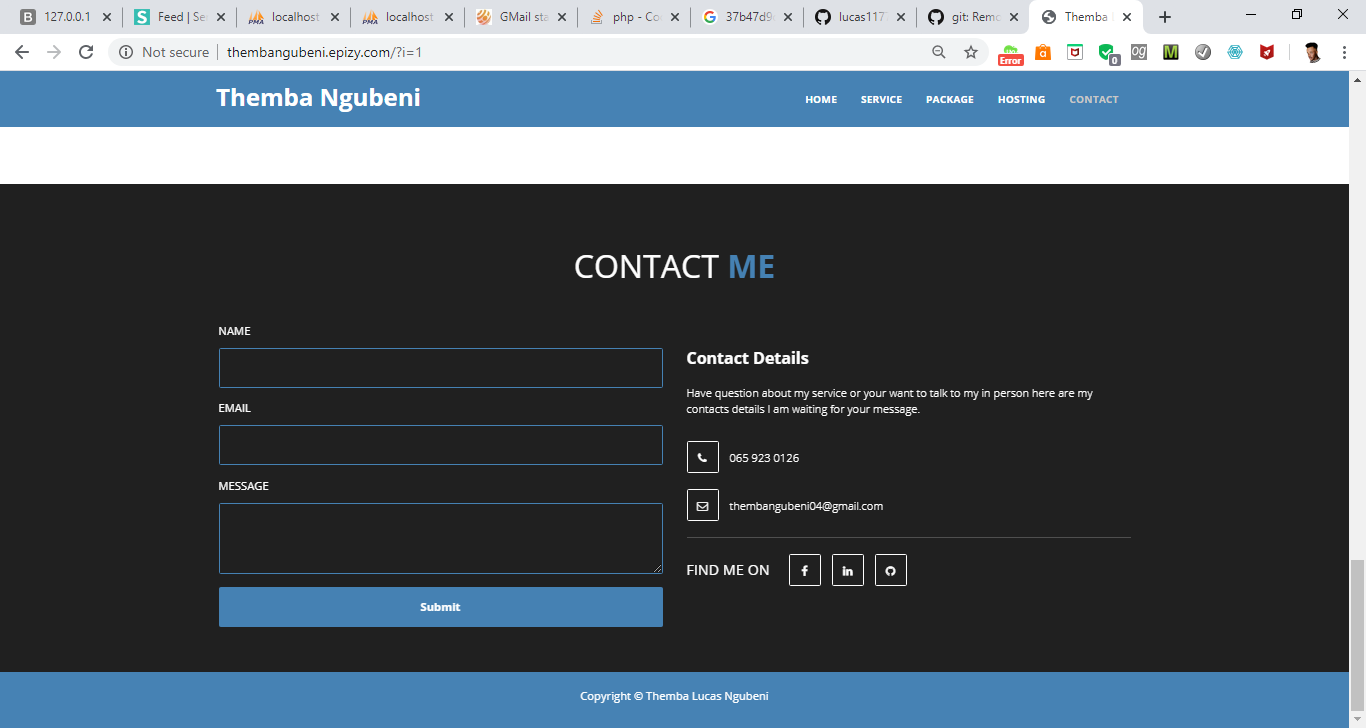 127.0.0.1
Feed | Se
localhost
localhost
GMail sta
php - Co
37b47d9
lucas117
git: Remo
Themba
Not secure | thembangubeni.epizy.com/?i=1
Error
0
Themba Ngubeni
HOME SERVICE PACKAGE HOSTING CONTACT
CONTACT ME
NAME
EMAIL
MESSAGE
Submit
Contact Details
Have question about my service or your want to talk to my in person here are my
contacts details I am waiting for your message.
065 923 0126
thembangubeni04@gmail.com
FIND ME ON
Copyright © Themba Lucas Ngubeni